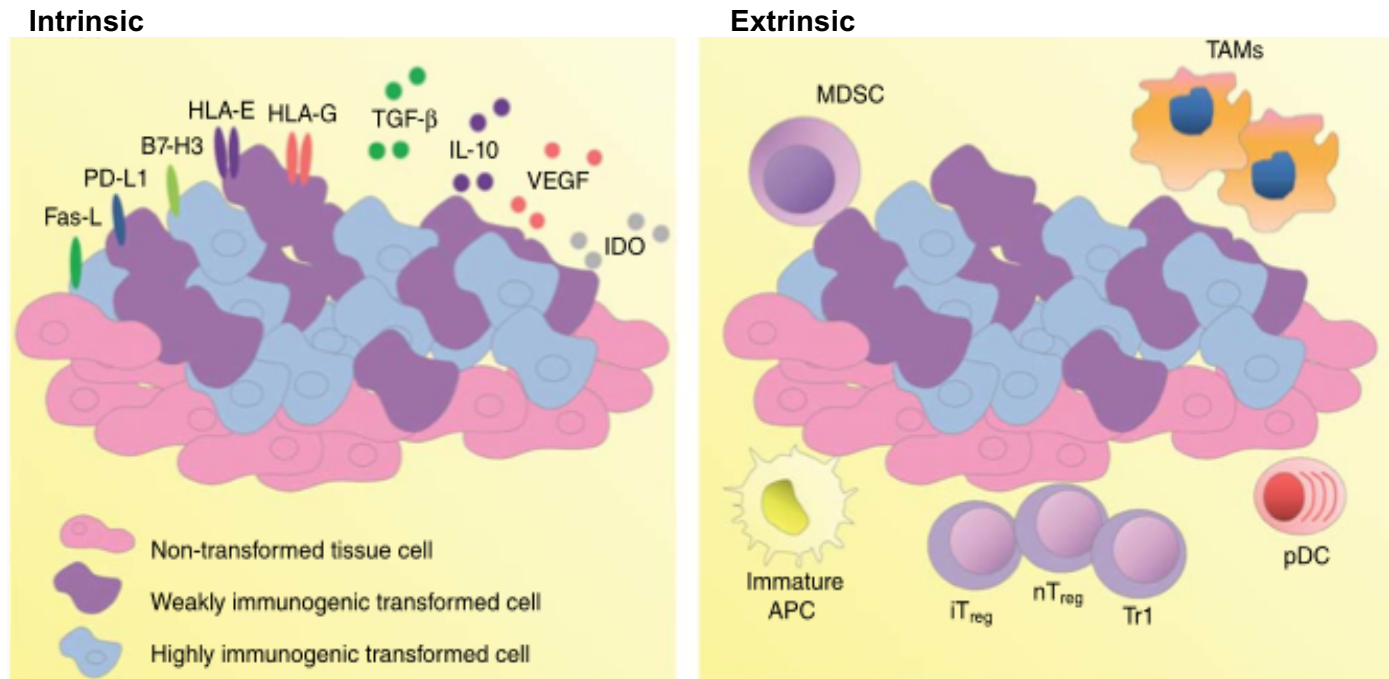 Intrinsic
HLA-E
HLA-G
TGF-β
B7-H3
IL-10
PD-L1
VEGF
Fas-L
IDO
Non-transformed tissue cell
Weakly immunogenic transformed cell
Highly immunogenic transformed cell
Extrinsic
TAMs
MDSC
Immature
APC
iTreg
nTreg
Tr1
pDC